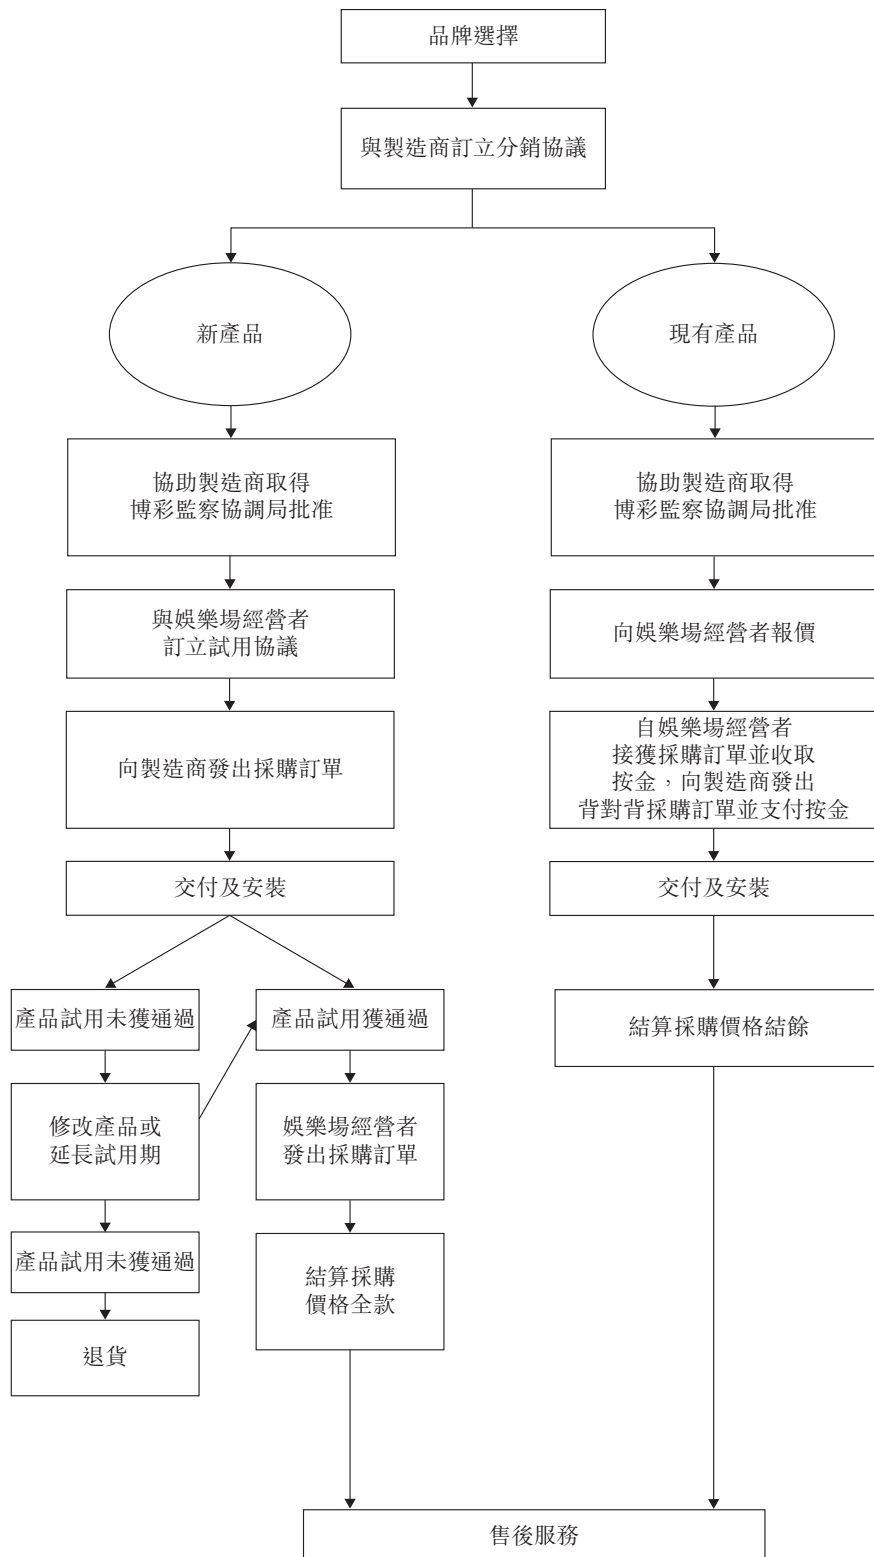 品牌選擇
與製造商訂立分銷協議
新產品
現有產品
協助製造商取得
博彩監察協調局批准
協助製造商取得
博彩監察協調局批准
與娛樂場經營者
訂立試用協議
向娛樂場經營者報價
向製造商發出採購訂單
自娛樂場經營者
接獲採購訂單並收取
按金，向製造商發出
背對背採購訂單並支付按金
交付及安裝
交付及安裝
產品試用未獲通過
產品試用獲通過
結算採購價格結餘
修改產品或
延長試用期
娛樂場經營者
發出採購訂單
產品試用未獲通過
結算採購
價格全款
退貨
售後服務